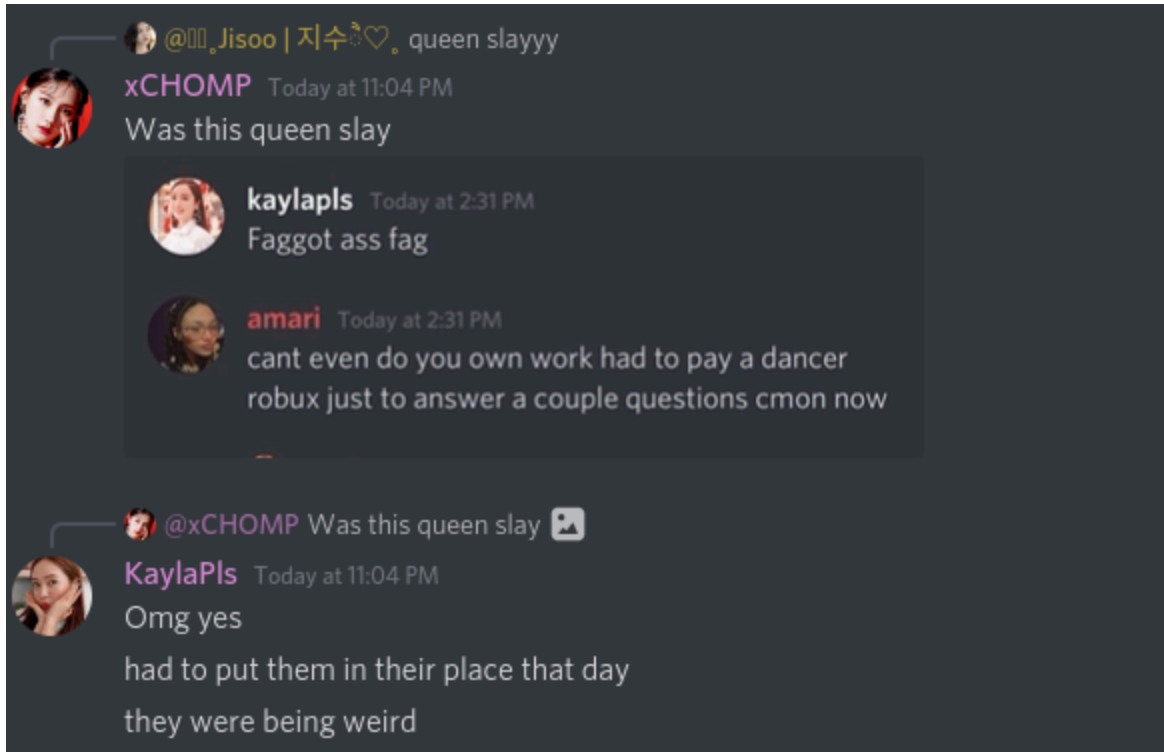 @▯▯˳Jisoo | 지수 ྀི♡˳ queen slayyy
xCHOMP Today at 11:04 PM
Was this queen slay
kaylapls Today at 2:31 PM
Faggot ass fag
amari Today at 2:31 PM
cant even do you own work had to pay a dancer
robux just to answer a couple questions cmon now
@xCHOMP Was this queen slay
KaylaPls Today at 11:04 PM
Omg yes
had to put them in their place that day
they were being weird